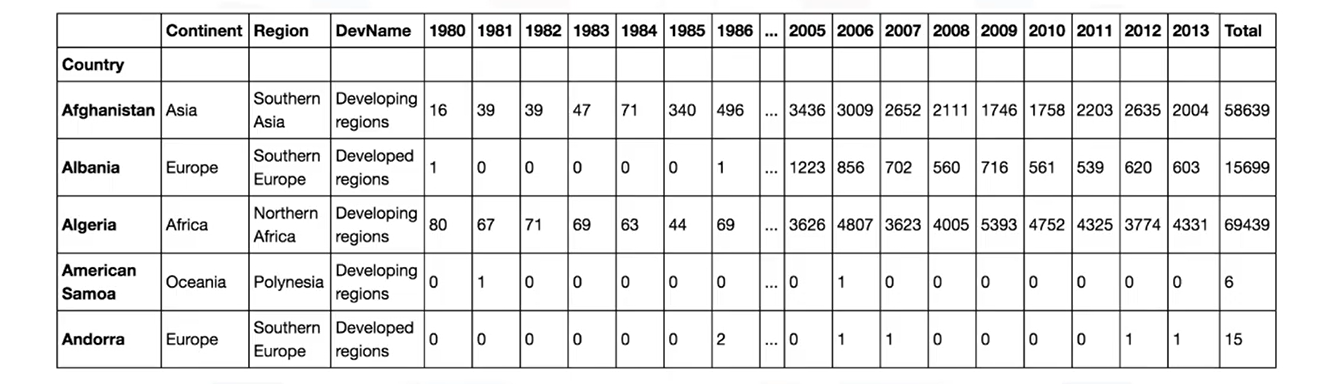 Continent Region DevName 1980 1981 1982 1983 1984 1985 1986 ... 2005 2006 2007 2008 2009 2010 2011 2012 2013 Total
Country
Afghanistan Asia Southern Asia Developing regions 16 39 39 47 71 340 496 ... 3436 3009 2652 2111 1746 1758 2203 2635 2004 58639
Albania Europe Southern Europe Developed regions 1 0 0 0 0 0 1 ... 1223 856 702 560 716 561 539 620 603 15699
Algeria Africa Northern Africa Developing regions 80 67 71 69 63 44 69 ... 3626 4807 3623 4005 5393 4752 4325 3774 4331 69439
American Samoa Oceania Polynesia Developing regions 0 1 0 0 0 0 0 ... 0 1 0 0 0 0 0 0 0 6
Andorra Europe Southern Europe Developed regions 0 0 0 0 0 0 2 ... 0 1 1 0 0 0 0 1 1 15